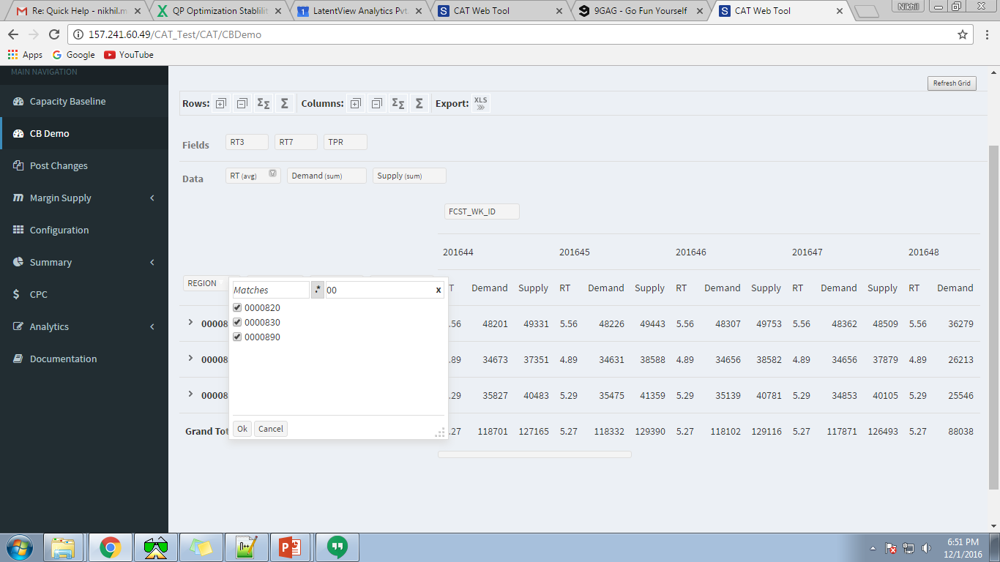 Re: Quick Help - nikhil.m
QP Optimization Stablilit
LatentView Analytics Pvt.
CAT Web Tool
9GAG - Go Fun Yourself
CAT Web Tool
Nikhil
157.241.60.49/CAT_Test/CAT/CBDemo
Apps Google YouTube
MAIN NAVIGATION
Capacity Baseline
CB Demo
Post Changes
Margin Supply
Configuration
Summary
CPC
Analytics
Documentation
Refresh Grid
Rows: Columns: Export: XLS
Fields RT3 RT7 TPR
Data RT (avg) Demand (sum) Supply (sum)
FCST_WK_ID
201644 201645 201646 201647 201648
REGION
T Demand Supply RT Demand Supply RT Demand Supply RT Demand Supply RT Demand
00008 .56 48201 49331 5.56 48226 49443 5.56 48307 49753 5.56 48362 48509 5.56 36279
00008 .89 34673 37351 4.89 34631 38588 4.89 34656 38582 4.89 34656 37879 4.89 26213
00008 .29 35827 40483 5.29 35475 41359 5.29 35139 40781 5.29 34853 40105 5.29 25546
Grand Tot .27 118701 127165 5.27 118332 129390 5.27 118102 129116 5.27 117871 126493 5.27 88038
Matches .* 00 x
0000820
0000830
0000890
Ok Cancel
6:51 PM
12/1/2016